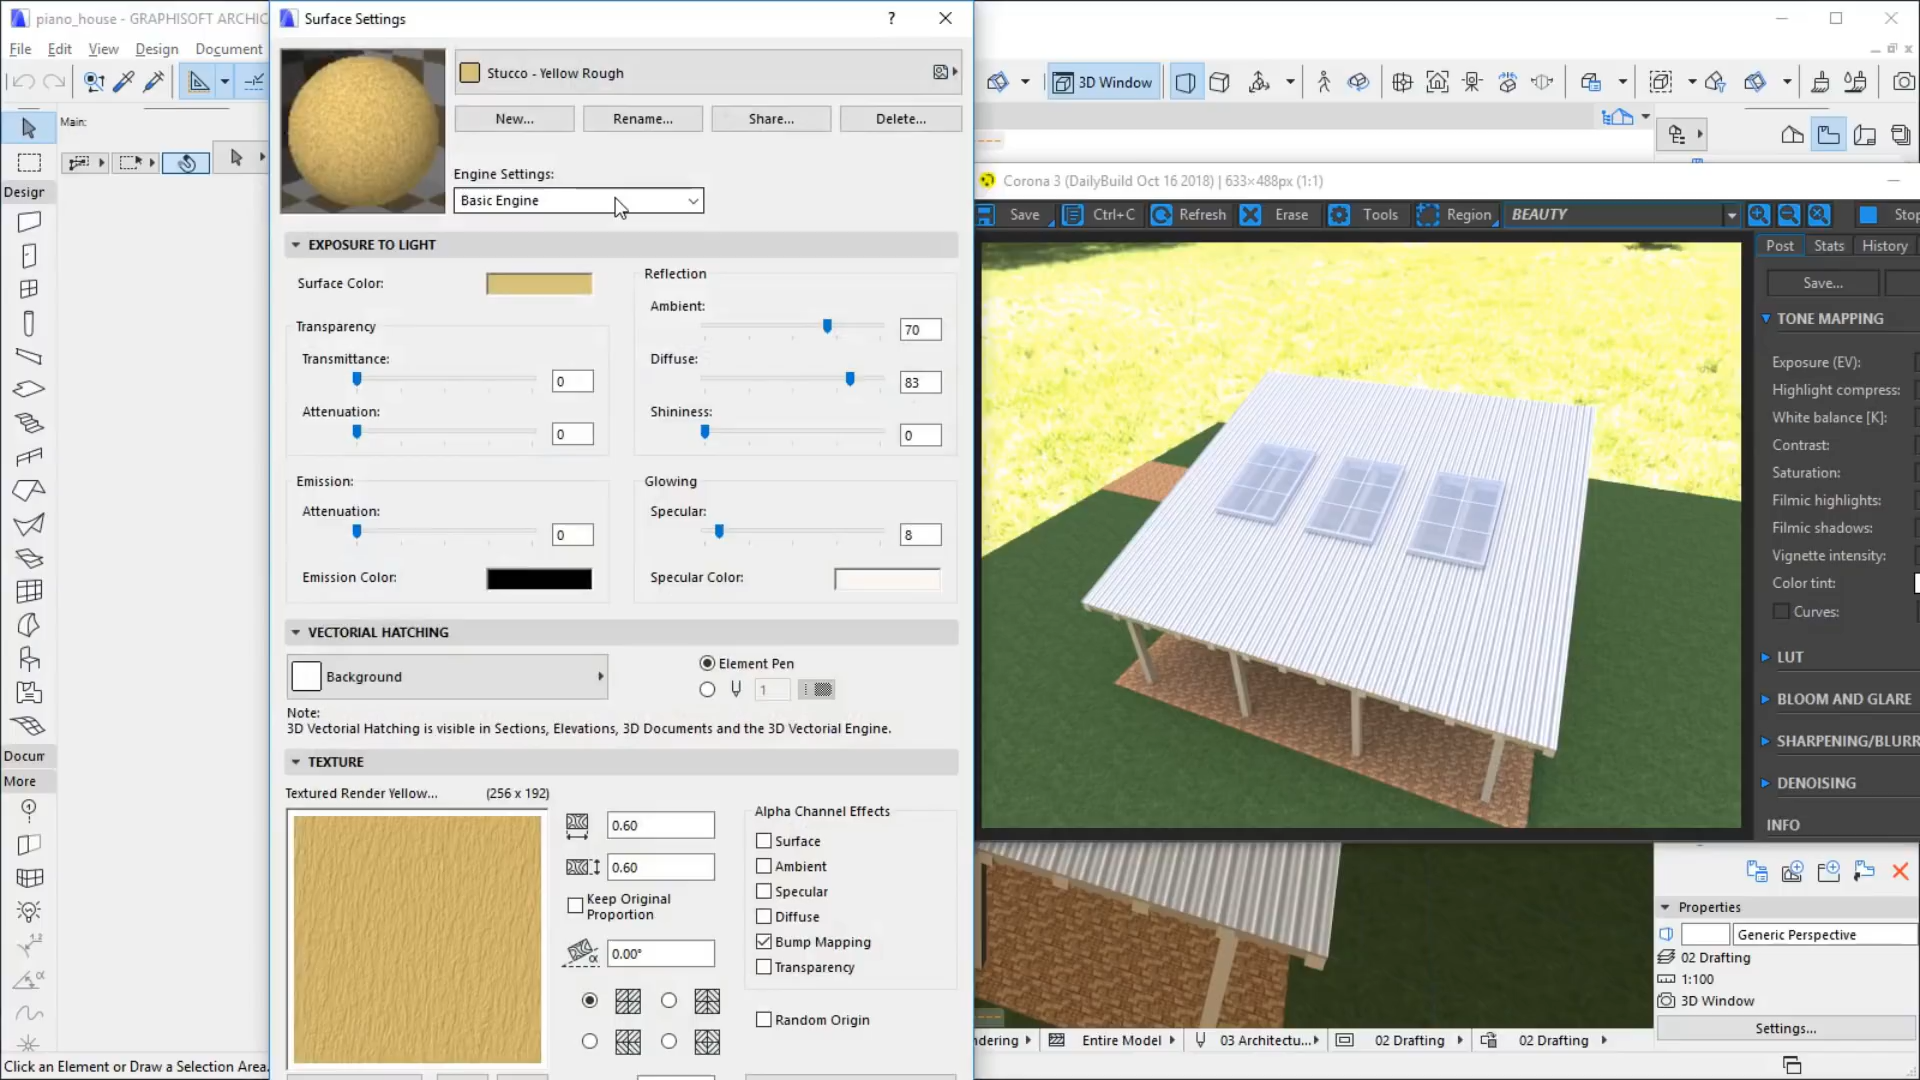 piano_house - GRAPHISOFT ARCHIC
File Edit View Design Document
Main:
Design
Docum
More
Click an Element or Draw a Selection Area.
Surface Settings
?
Stucco - Yellow Rough
New... Rename... Share... Delete...
Engine Settings:
Basic Engine
EXPOSURE TO LIGHT
Surface Color:
Transparency
Transmittance:
0
Attenuation:
0
Reflection
Ambient:
70
Diffuse:
83
Shininess:
0
Emission:
Attenuation:
0
Emission Color:
Glowing
Specular:
8
Specular Color:
VECTORIAL HATCHING
Background
Element Pen
1
Note:
3D Vectorial Hatching is visible in Sections, Elevations, 3D Documents and the 3D Vectorial Engine.
TEXTURE
Textured Render Yellow... (256 x 192)
0.60
0.60
Keep Original
Proportion
α
0.00°
Alpha Channel Effects
Surface
Ambient
Specular
Diffuse
Bump Mapping
Transparency
Random Origin
3D Window
Corona 3 (DailyBuild Oct 16 2018) | 633×488px (1:1)
Save Ctrl+C Refresh Erase Tools Region BEAUTY Stop
Post Stats History
Save...
TONE MAPPING
Exposure (EV):
Highlight compress:
White balance [K]:
Contrast:
Saturation:
Filmic highlights:
Filmic shadows:
Vignette intensity:
Color tint:
Curves:
LUT
BLOOM AND GLARE
SHARPENING/BLURR
DENOISING
INFO
Properties
Generic Perspective
02 Drafting
1:100
3D Window
Settings...
ndering Entire Model 03 Architectu... 02 Drafting 02 Drafting